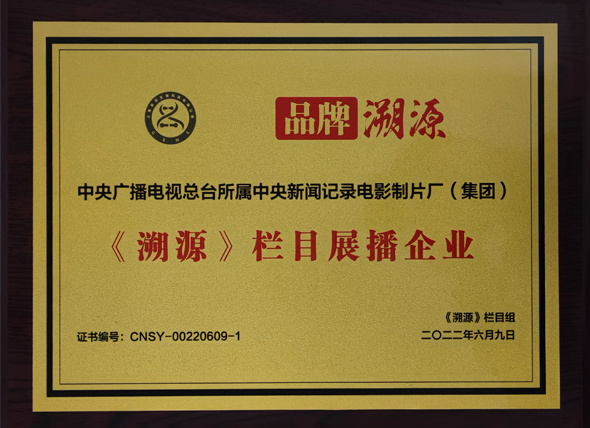 品牌溯源
中央广播电视总台所属中央新闻记录电影制片厂（集团）
《溯源》栏目展播企业
《溯源》栏目组
证书编号：CNSY-00220609-1
二〇二二年六月九日